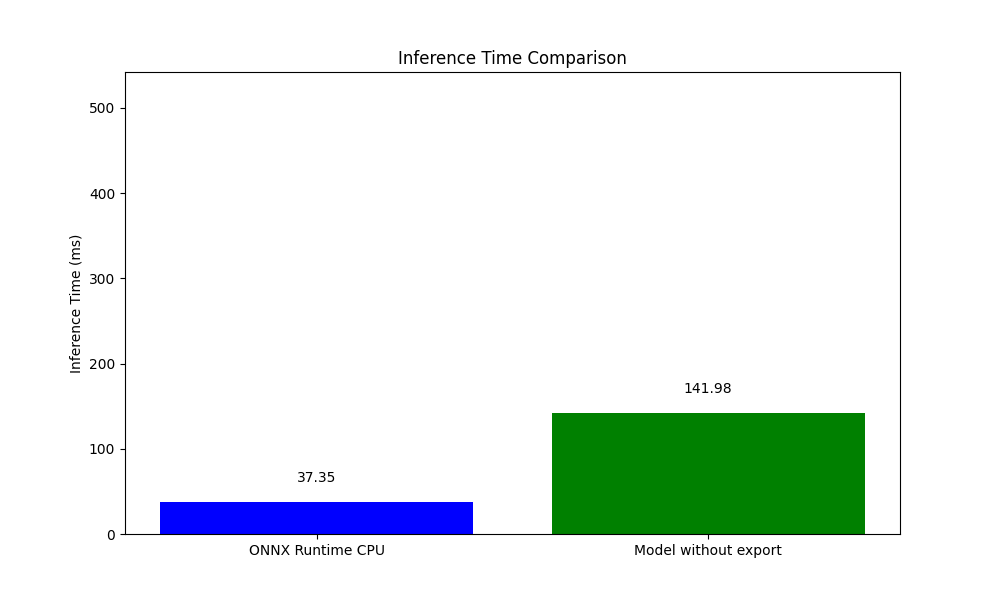 Inference Time Comparison
Inference Time (ms)
500
400
300
200
100
0
141.98
37.35
ONNX Runtime CPU
Model without export